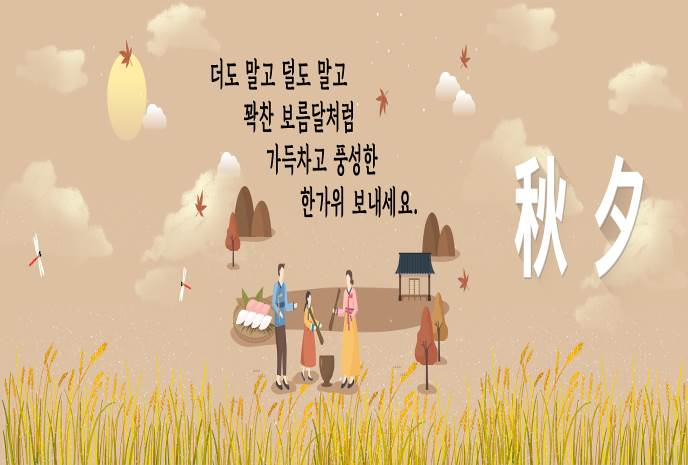 더도 말고 덜도 말고
꽉찬 보름달처럼
가득차고 풍성한
한가위 보내세요.
秋夕